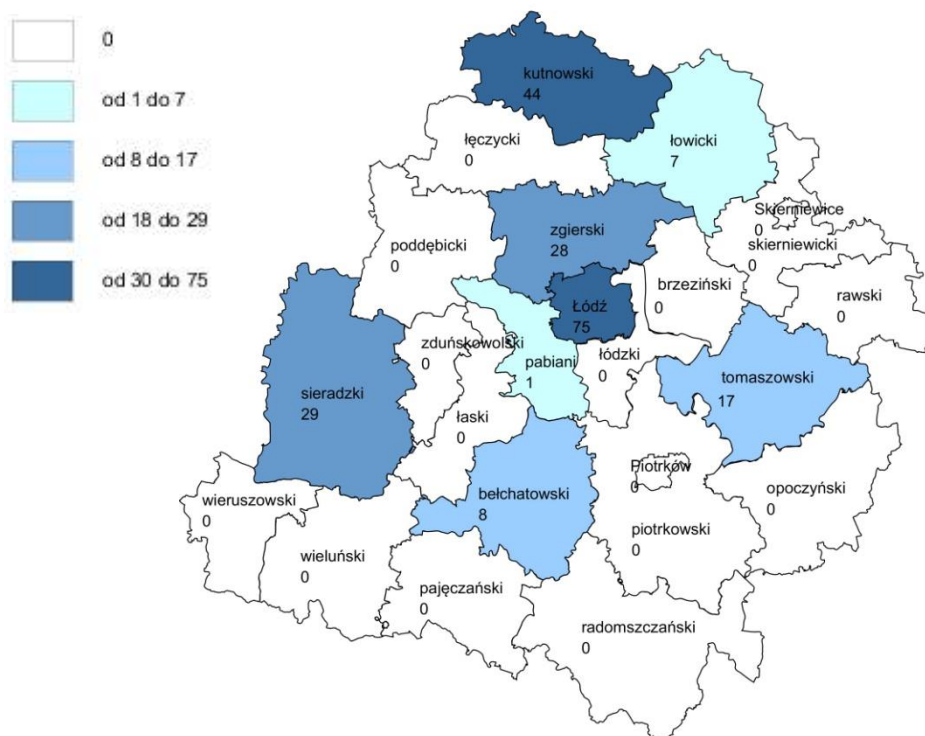 0
od 1 do 7
od 8 do 17
od 18 do 29
od 30 do 75
kutnowski
44
łęczycki
0
łowicki
7
Skierniewice
0
skierniewicki
0
zgierski
28
poddębicki
0
brzeziński
0
rawski
0
Łódź
75
zduńskowolski
0
pabiani
1
łódzki
0
tomaszowski
17
sieradzki
29
łaski
0
Piotrków
0
opoczyński
0
wieruszowski
0
bełchatowski
8
piotrkowski
0
wieluński
0
pajęczański
0
radomszczański
0